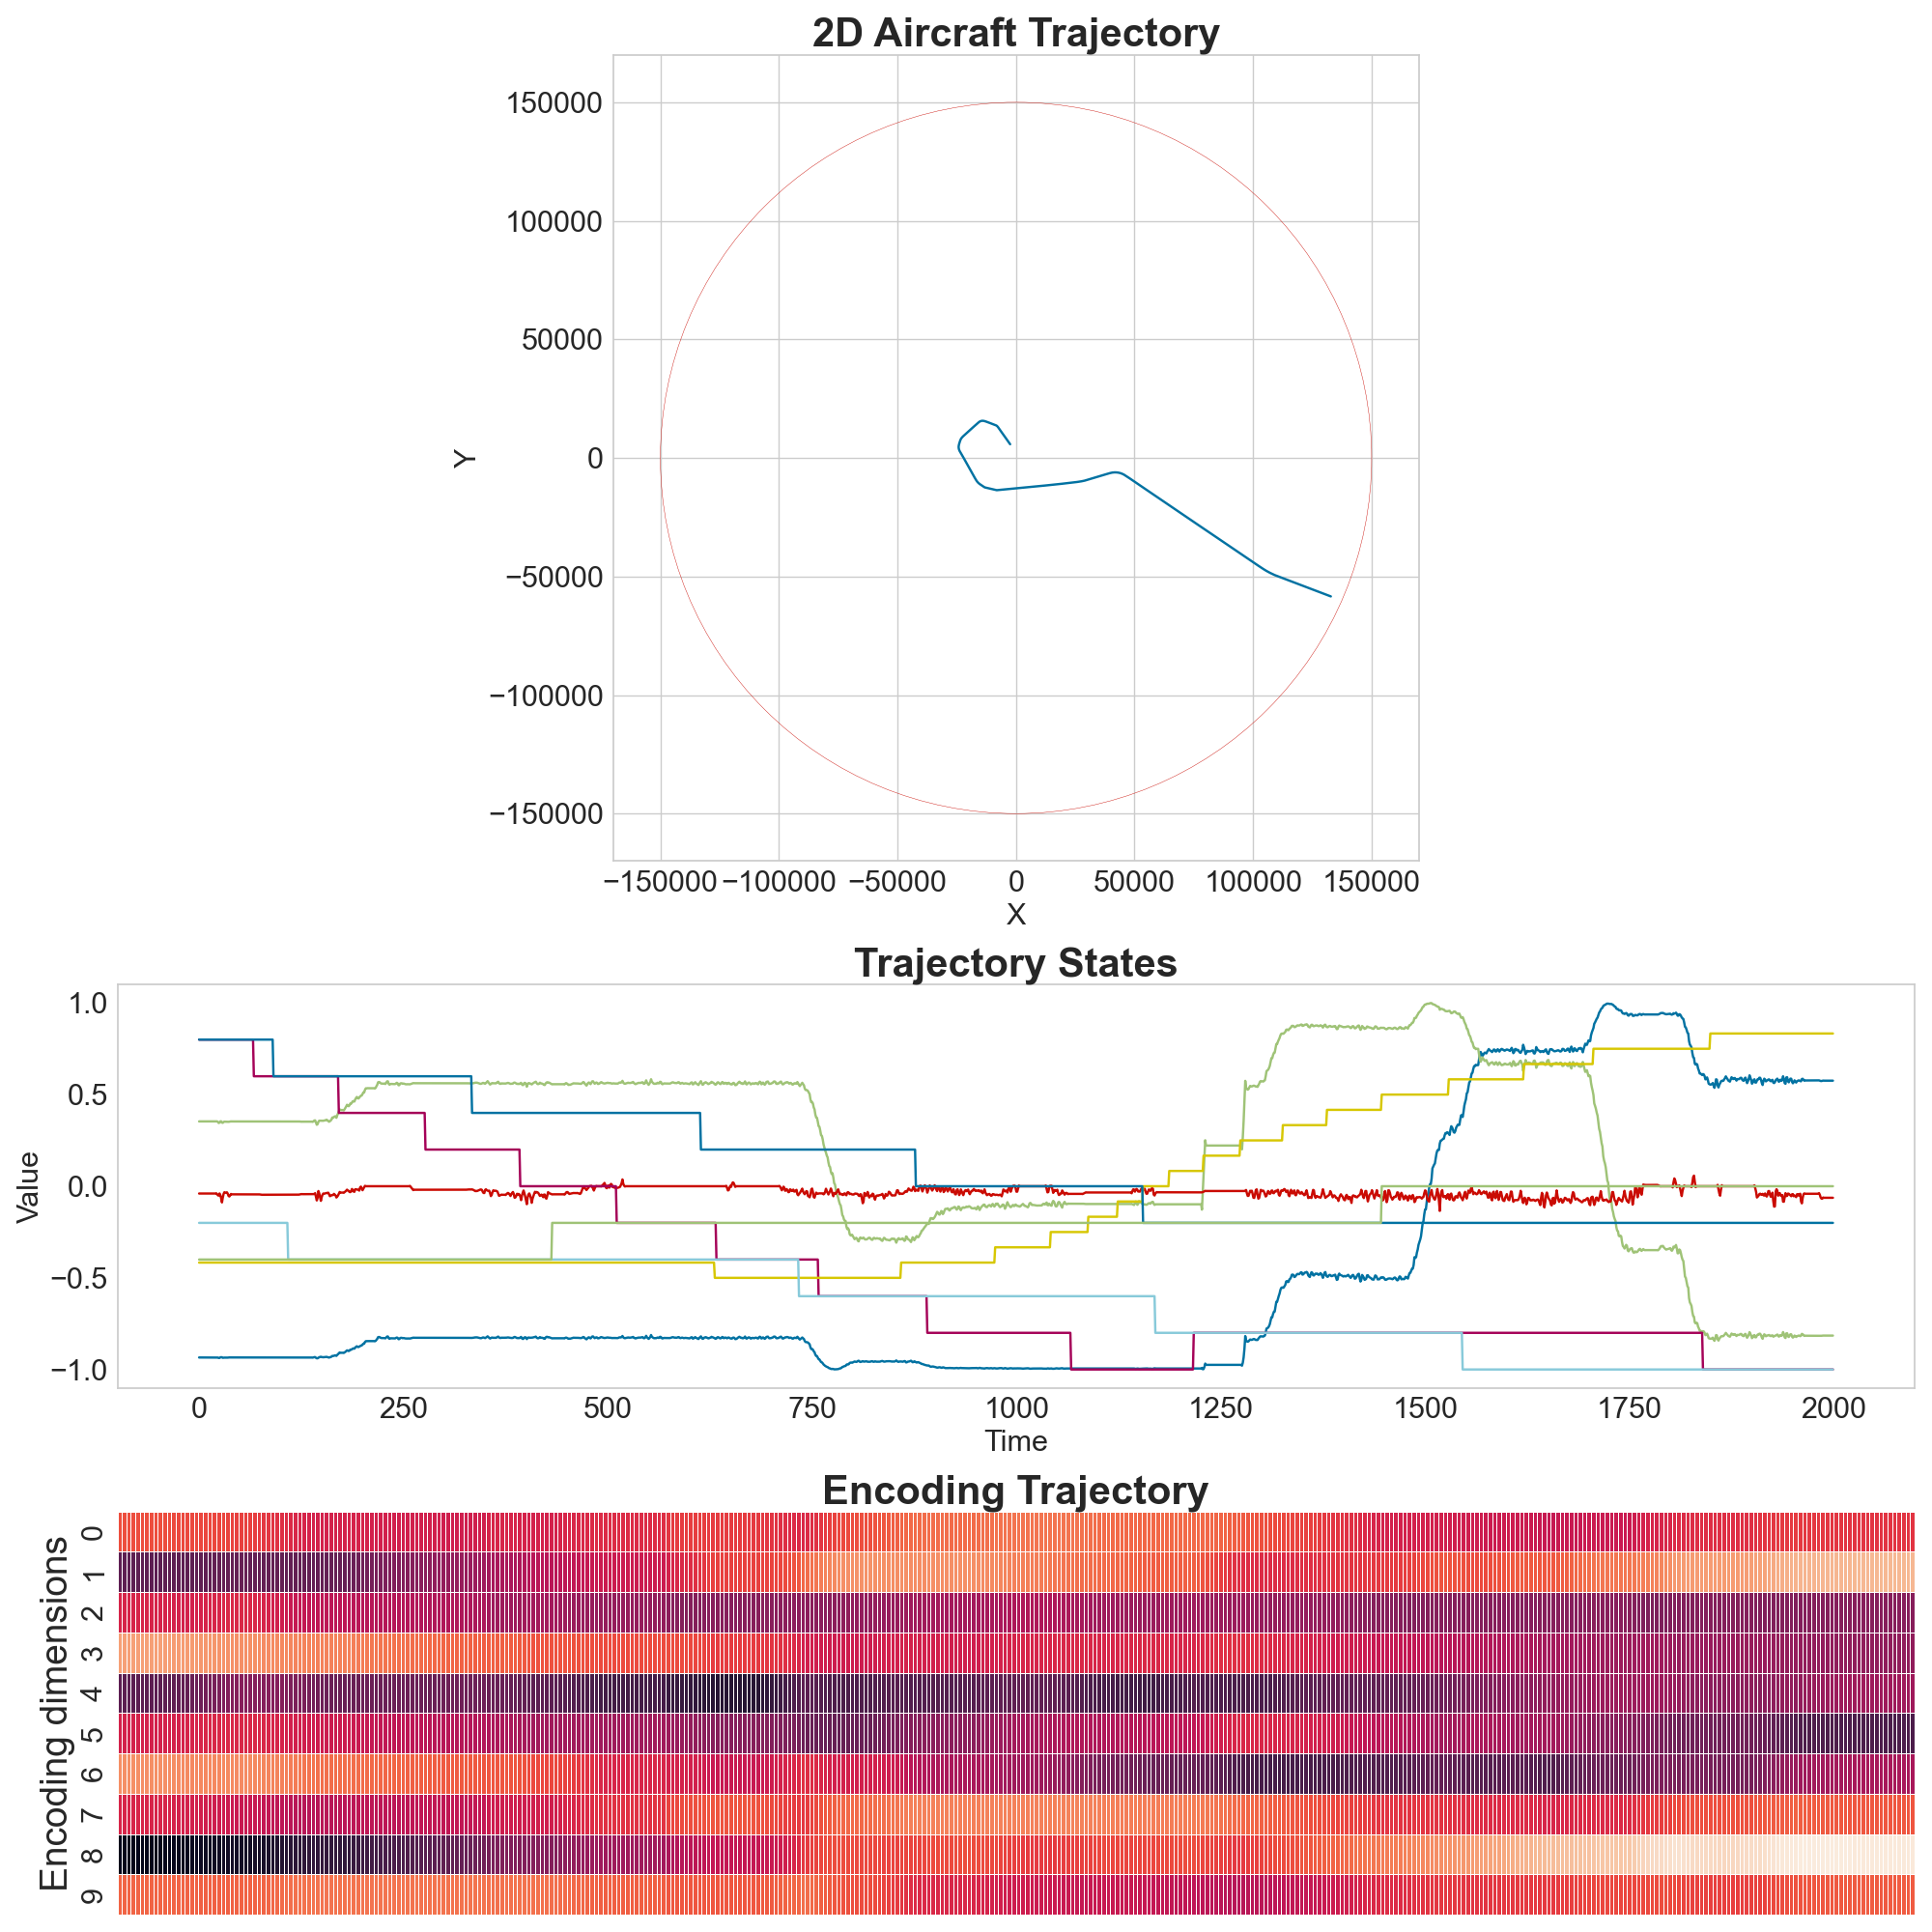 2D Aircraft Trajectory
150000
100000
50000
0
−50000
−100000
−150000
Y
−150000 −100000 −50000 0 50000 100000 150000
X
Trajectory States
1.0
0.5
0.0
−0.5
−1.0
Value
0 250 500 750 1000 1250 1500 1750 2000
Time
Encoding Trajectory
Encoding dimensions
0
1
2
3
4
5
6
7
8
9